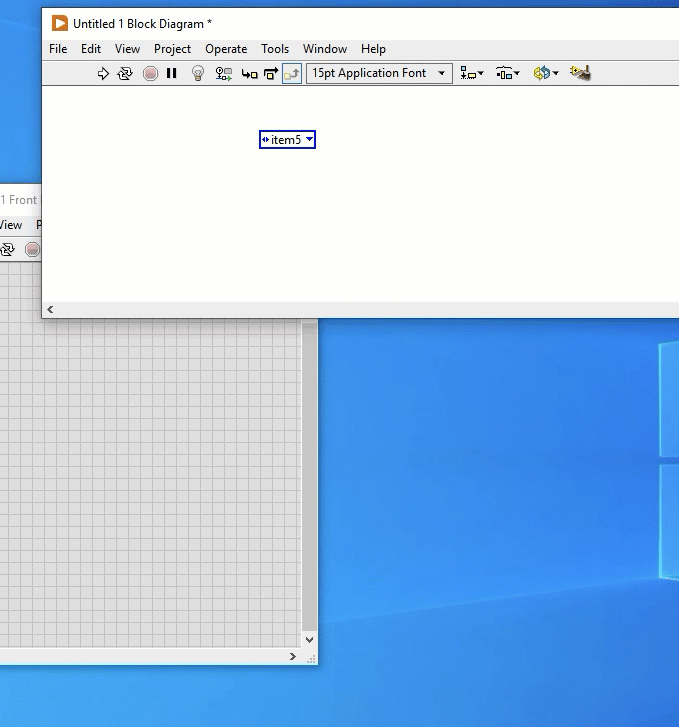 Untitled 1 Block Diagram *
File Edit View Project Operate Tools Window Help
15pt Application Font
item5
1 Front
View